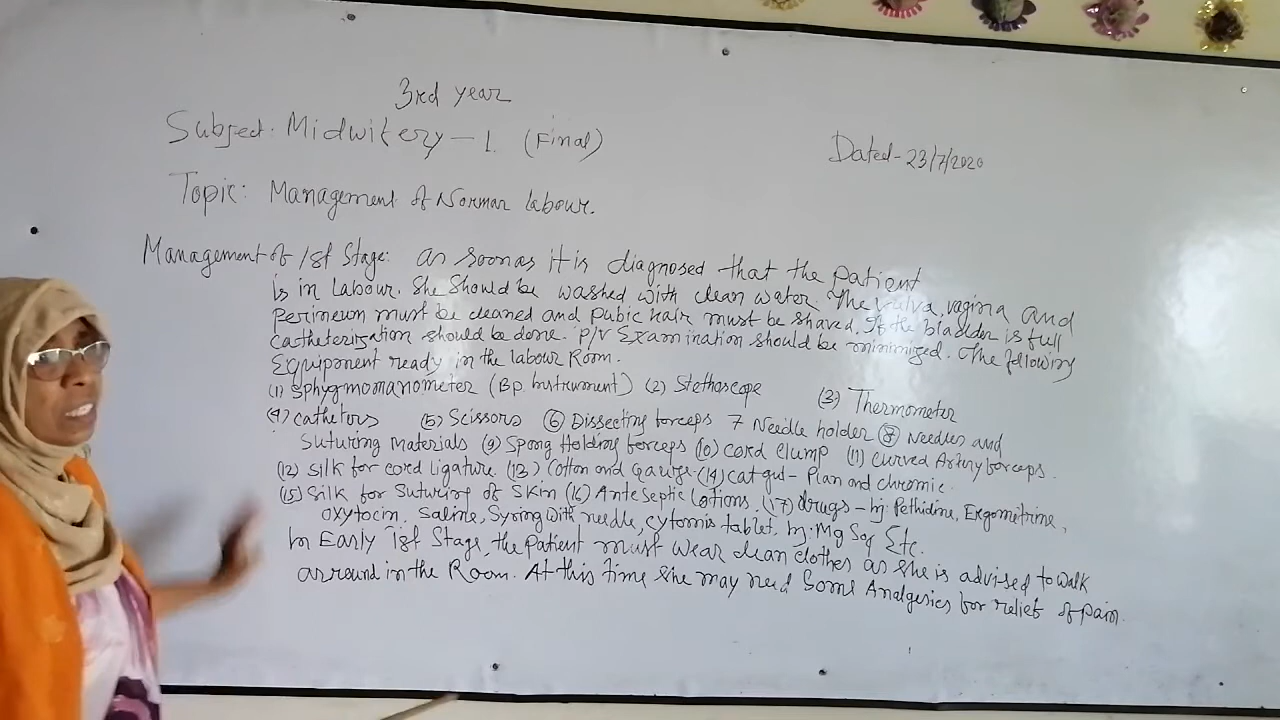 3rd year
Subject: Midwifery - 1. (Final)
Dated - 23/7/2020
Topic: Management of Normal labour.
Management of 1st Stage: as soon as it is diagnosed that the patient
is in labour. She Should be washed with clean water. The vulva, vagina and
Perineum must be cleaned and pubic hair must be shaved. If the bladder is full
catheterization should be done. P/V Examination should be minimized. The following
Equipment ready in the labour Room.
(1) Sphygmomanometer (Bp. Instrument) (2) Stethoscope (3) Thermometer
(4) cathetors (5) Scissors (6) Dissecting forceps 7 Needle holder (8) Needles and
Suturing Materials (9) Spong Holding forceps (10) cord clump (11) curved Artery forceps.
(12) Silk for cord ligature (13) Cotton and Gauge (14) cat gut - Plan and chromic.
(15) Silk for Suturing of Skin (16) Anteseptic lotions. (17) drugs - Inj: Pethidine, Ergometrine,
oxytocin, Saline, Syring with needle, cytomis tablet, Inj: Mg So4 Etc.
In Early 1st Stage, the Patient must wear clean clothes as she is advised to walk
arround in the Room. At this time she may need Some Analgesics for relief of pain.